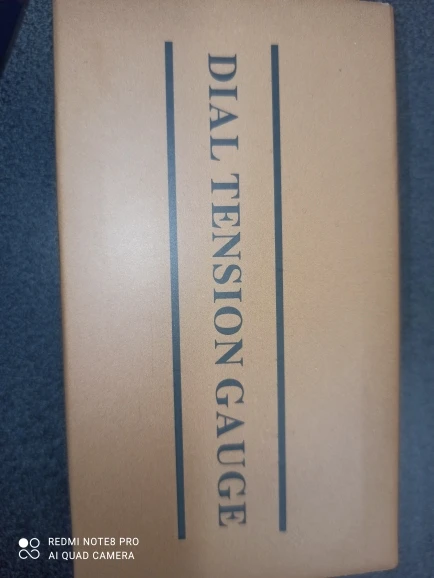 DIAL TENSION GAUGE
REDMI NOTE8 PRO
AI QUAD CAMERA